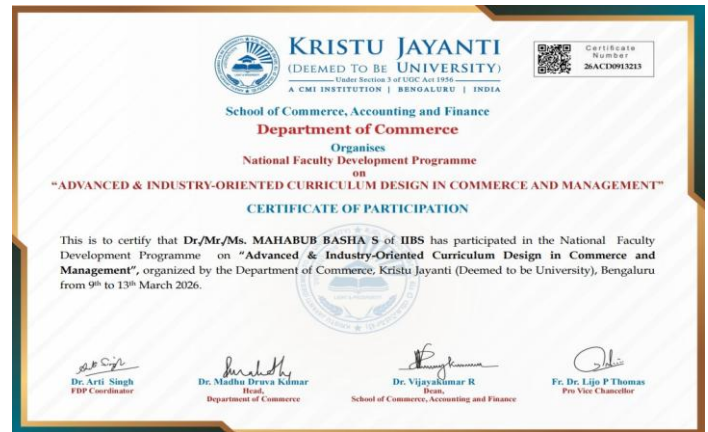 KRISTU JAYANTI
(DEEMED TO BE UNIVERSITY)
Under Section 3 of UGC Act 1956
A CMI INSTITUTION | BENGALURU | INDIA
Certificate
Number
26ACD0913213
School of Commerce, Accounting and Finance
Department of Commerce
Organises
National Faculty Development Programme
on
“ADVANCED & INDUSTRY-ORIENTED CURRICULUM DESIGN IN COMMERCE AND MANAGEMENT”
CERTIFICATE OF PARTICIPATION
This is to certify that Dr./Mr./Ms. MAHABUB BASHA S of IIBS has participated in the National Faculty
Development Programme on “Advanced & Industry-Oriented Curriculum Design in Commerce and
Management”, organized by the Department of Commerce, Kristu Jayanti (Deemed to be University), Bengaluru
from 9th to 13th March 2026.
Dr. Arti Singh
FDP Coordinator
Dr. Madhu Druva Kumar
Head,
Department of Commerce
Dr. Vijayakumar R
Dean,
School of Commerce, Accounting and Finance
Fr. Dr. Lijo P Thomas
Pro Vice Chancellor